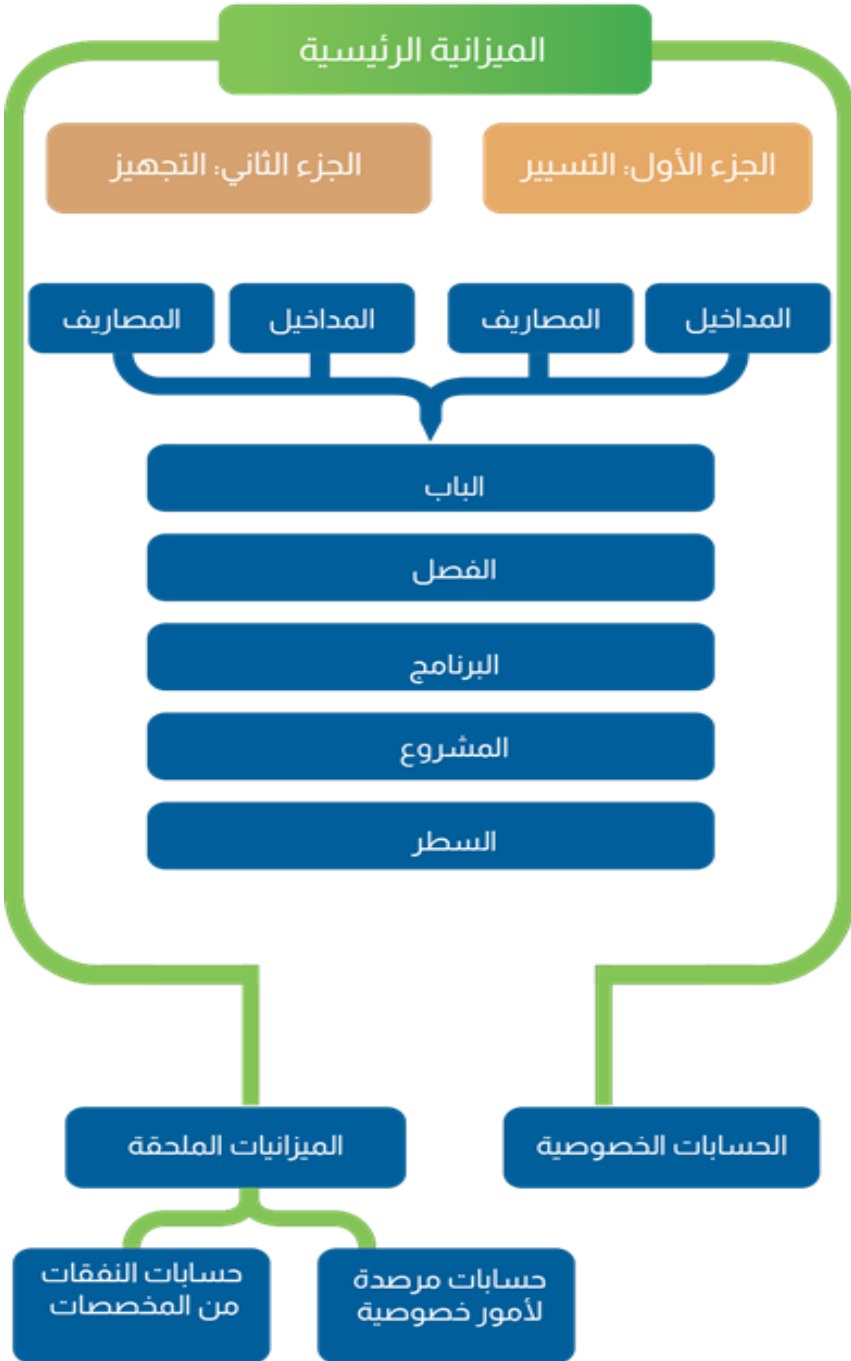 الميزانية الرئيسية
الجزء الأول: التسيير
الجزء الثاني: التجهيز
المداخيل
المصاريف
المداخيل
المصاريف
الباب
الفصل
البرنامج
المشروع
السطر
الحسابات الخصوصية
الميزانيات الملحقة
حسابات مرصدة
لأمور خصوصية
حسابات النفقات
من المخصصات